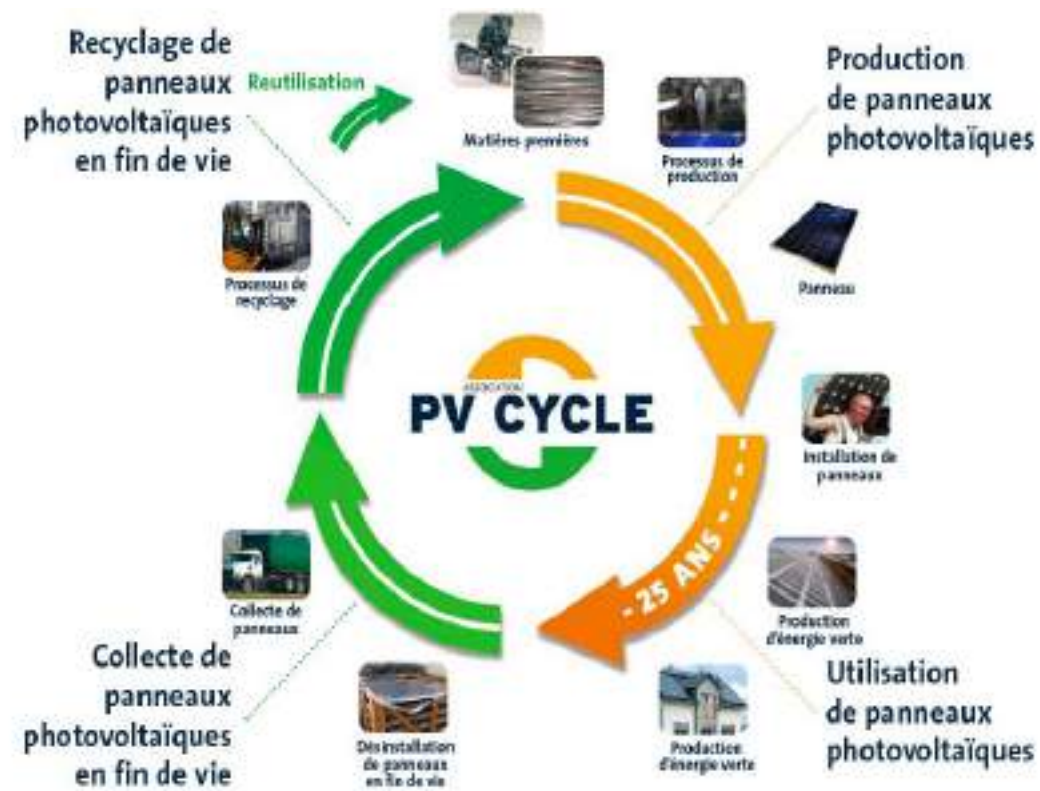 Recyclage de
panneaux
photovoltaïques
en fin de vie
Reutilisation
Matières premières
Processus de
production
Production
de panneaux
photovoltaïques
Panneau
Processus de
recyclage
ASSOCIATION
PV CYCLE
Installation de
panneaux
- 25 ANS -
Production
d'énergie verte
Utilisation
de panneaux
photovoltaïques
Production
d'énergie verte
Désinstallation
de panneaux
en fin de vie
Collecte de
panneaux
Collecte de
panneaux
photovoltaïques
en fin de vie